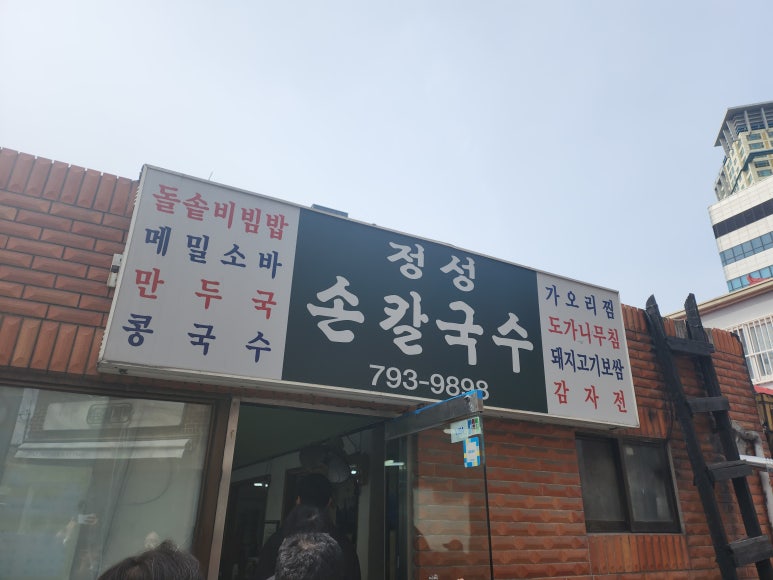 돌솥비빔밥
메밀소바
만두국
콩국수
정성
손칼국수
793-9898
가오리찜
도가니무침
돼지고기보쌈
감자전